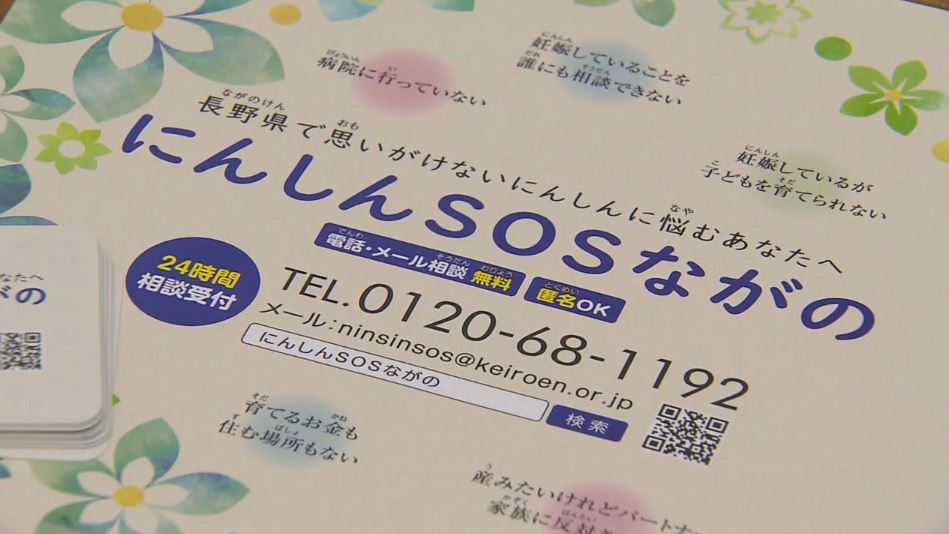 病院に行っていない
妊娠していることを
誰にも相談できない
妊娠しているが
子どもを育てられない
長野県で思いがけないにんしんに悩むあなたへ
にんしんSOSながの
24時間
相談受付
電話・メール相談 無料
匿名OK
TEL.0120-68-1192
メール:ninsinsos@keiroen.or.jp
にんしんSOSながの
検索
育てるお金も
住む場所もない
産みたいけれどパートナー
家族に反対
なたへ
がの